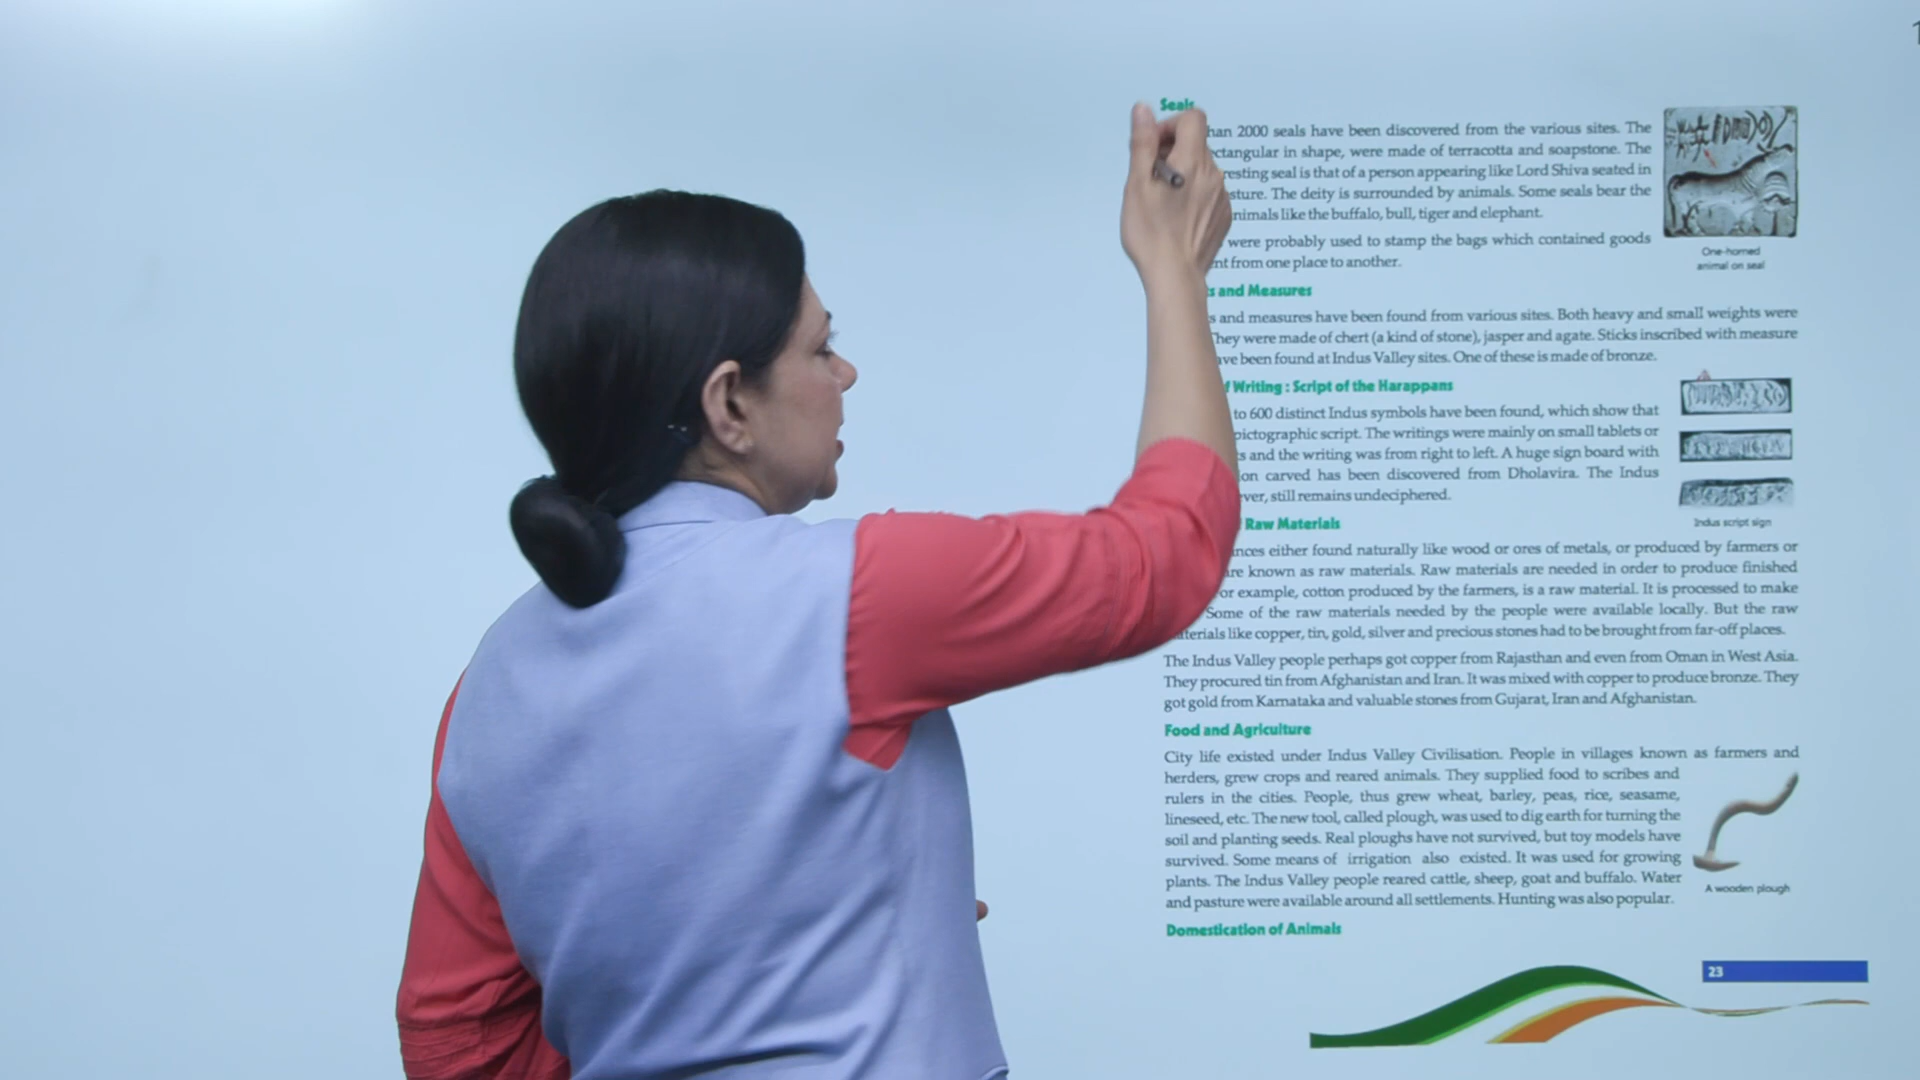 Seals
han 2000 seals have been discovered from the various sites. The
ctangular in shape, were made of terracotta and soapstone. The
resting seal is that of a person appearing like Lord Shiva seated in
sture. The deity is surrounded by animals. Some seals bear the
nimals like the buffalo, bull, tiger and elephant.
were probably used to stamp the bags which contained goods
nt from one place to another.
One-horned
animal on seal
s and Measures
s and measures have been found from various sites. Both heavy and small weights were
They were made of chert (a kind of stone), jasper and agate. Sticks inscribed with measure
ve been found at Indus Valley sites. One of these is made of bronze.
f Writing : Script of the Harappans
to 600 distinct Indus symbols have been found, which show that
pictographic script. The writings were mainly on small tablets or
s and the writing was from right to left. A huge sign board with
on carved has been discovered from Dholavira. The Indus
ver, still remains undeciphered.
Indus script sign
Raw Materials
nces either found naturally like wood or ores of metals, or produced by farmers or
re known as raw materials. Raw materials are needed in order to produce finished
or example, cotton produced by the farmers, is a raw material. It is processed to make
Some of the raw materials needed by the people were available locally. But the raw
terials like copper, tin, gold, silver and precious stones had to be brought from far-off places.
The Indus Valley people perhaps got copper from Rajasthan and even from Oman in West Asia.
They procured tin from Afghanistan and Iran. It was mixed with copper to produce bronze. They
got gold from Karnataka and valuable stones from Gujarat, Iran and Afghanistan.
Food and Agriculture
City life existed under Indus Valley Civilisation. People in villages known as farmers and
herders, grew crops and reared animals. They supplied food to scribes and
rulers in the cities. People, thus grew wheat, barley, peas, rice, seasame,
lineseed, etc. The new tool, called plough, was used to dig earth for turning the
soil and planting seeds. Real ploughs have not survived, but toy models have
survived. Some means of irrigation also existed. It was used for growing
plants. The Indus Valley people reared cattle, sheep, goat and buffalo. Water
and pasture were available around all settlements. Hunting was also popular.
A wooden plough
Domestication of Animals
23